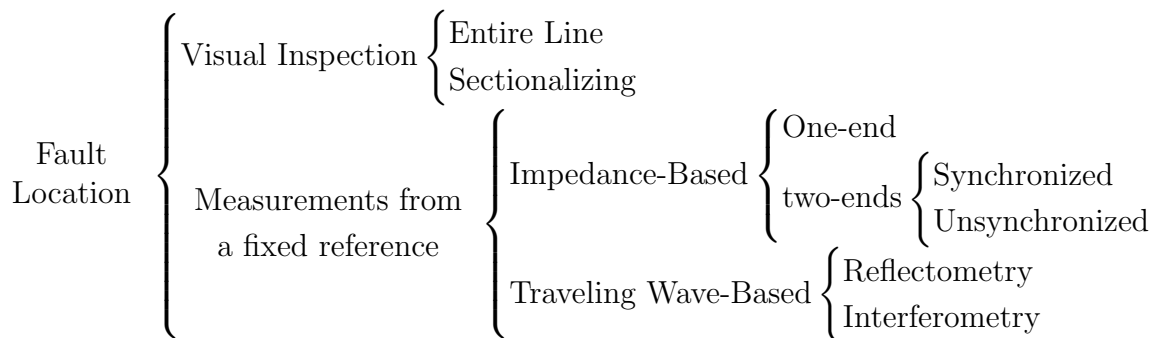 Fault
Location
Visual Inspection
Entire Line
Sectionalizing
Measurements from
a fixed reference
Impedance-Based
One-end
two-ends
Synchronized
Unsynchronized
Traveling Wave-Based
Reflectometry
Interferometry